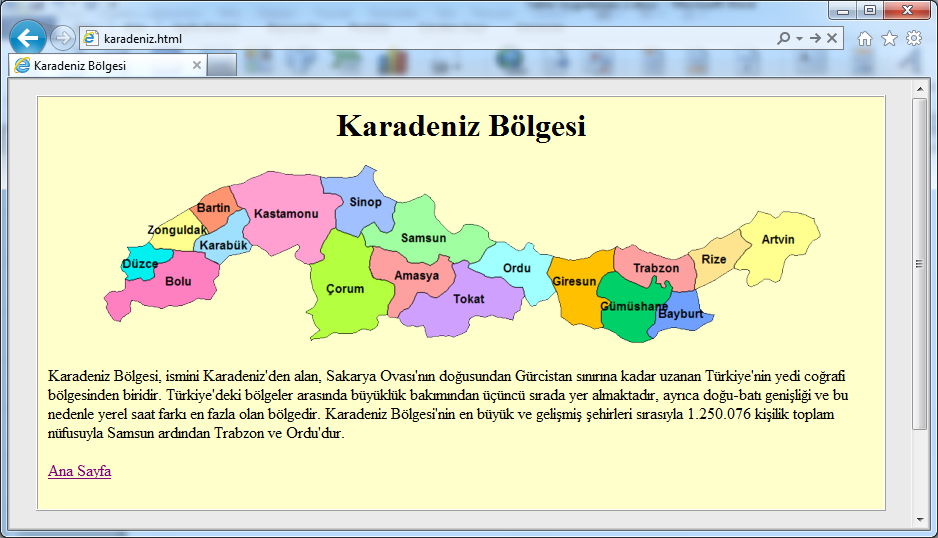 karadeniz.html
Karadeniz Bölgesi
Karadeniz Bölgesi
Sinop
Bartın
Kastamonu
Zonguldak
Samsun
Karabük
Artvin
Rize
Düzce
Ordu
Trabzon
Amasya
Bolu
Giresun
Çorum
Tokat
Gümüshane
Bayburt
Karadeniz Bölgesi, ismini Karadeniz'den alan, Sakarya Ovası'nın doğusundan Gürcistan sınırına kadar uzanan Türkiye'nin yedi coğrafi
bölgesinden biridir. Türkiye'deki bölgeler arasında büyüklük bakımından üçüncü sırada yer almaktadır, ayrıca doğu-batı genişliği ve bu
nedenle yerel saat farkı en fazla olan bölgedir. Karadeniz Bölgesi'nin en büyük ve gelişmiş şehirleri sırasıyla 1.250.076 kişilik toplam
nüfusuyla Samsun ardından Trabzon ve Ordu'dur.
Ana Sayfa